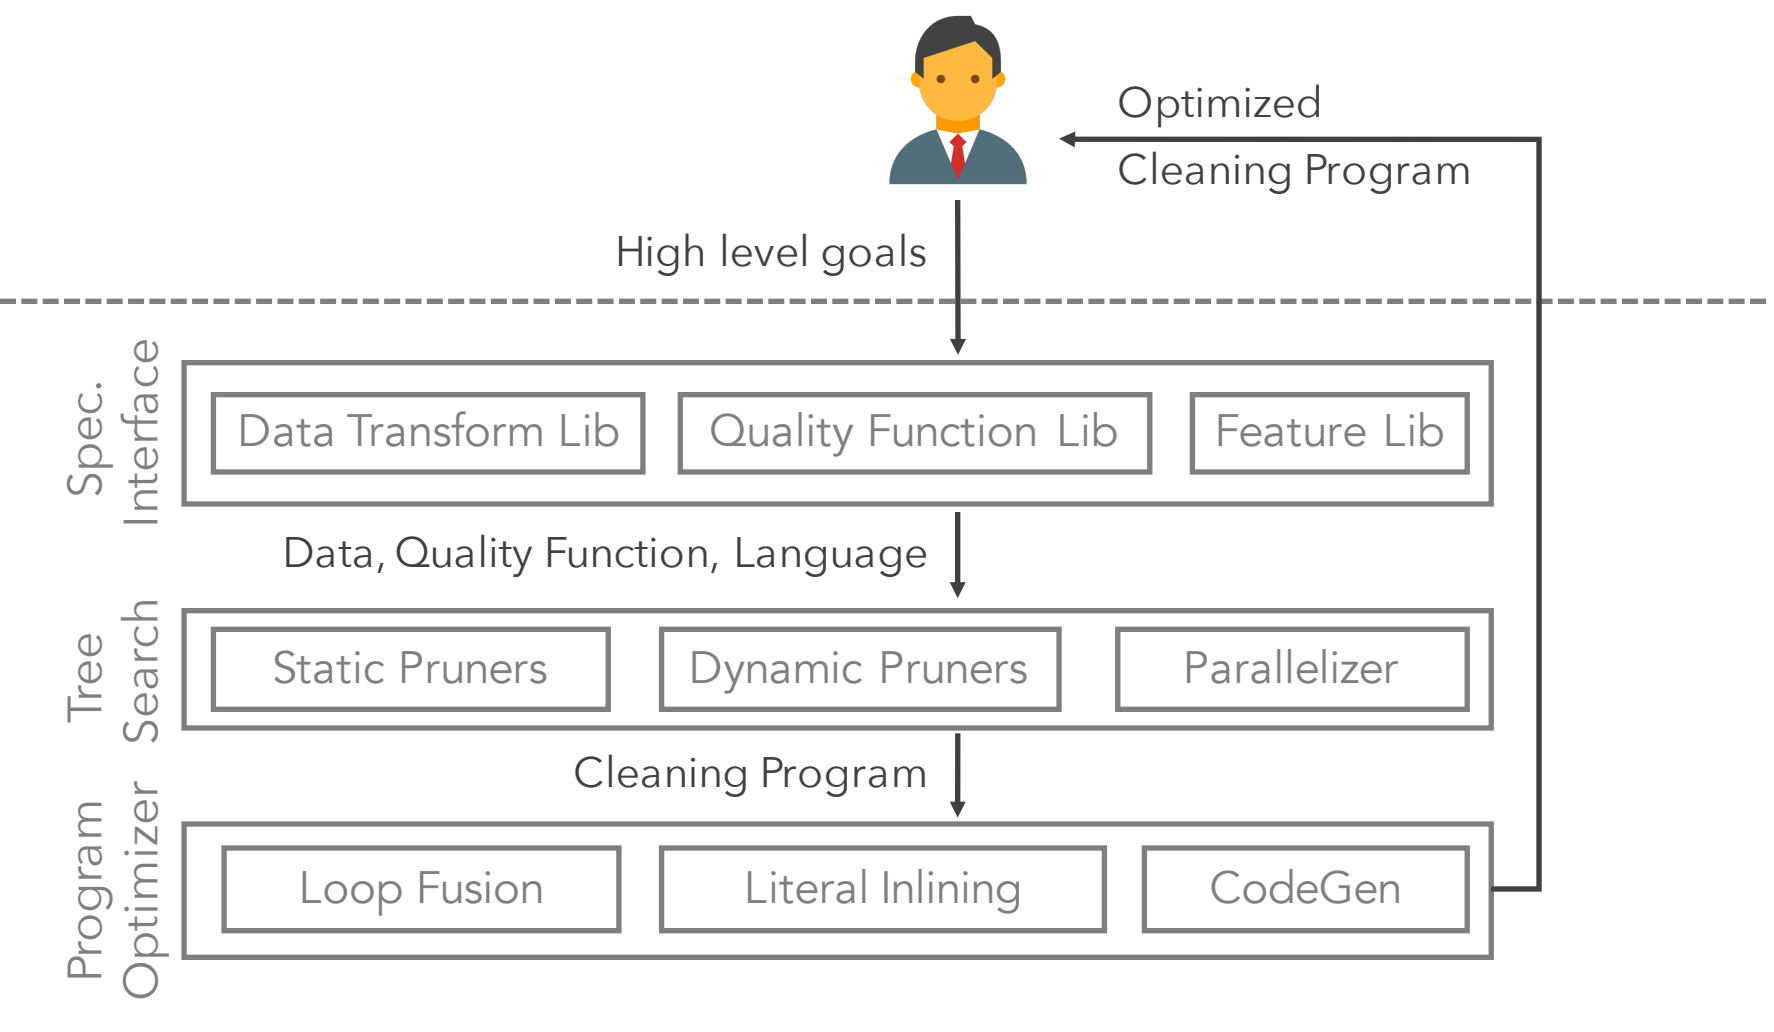 Optimized
Cleaning Program
High level goals
Spec.
Interface
Data Transform Lib
Quality Function Lib
Feature Lib
Data, Quality Function, Language
Tree
Search
Static Pruners
Dynamic Pruners
Parallelizer
Cleaning Program
Program
Optimizer
Loop Fusion
Literal Inlining
CodeGen